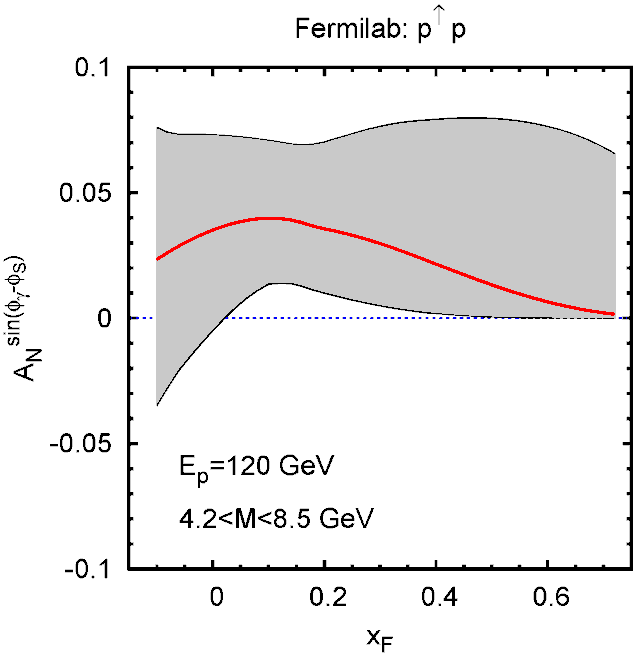 Fermilab: p↑ p
0.1
0.05
0
-0.05
-0.1
A_N^sin(ϕ_γ-ϕ_S)
E_p=120 GeV
4.2<M<8.5 GeV
0 0.2 0.4 0.6
x_F